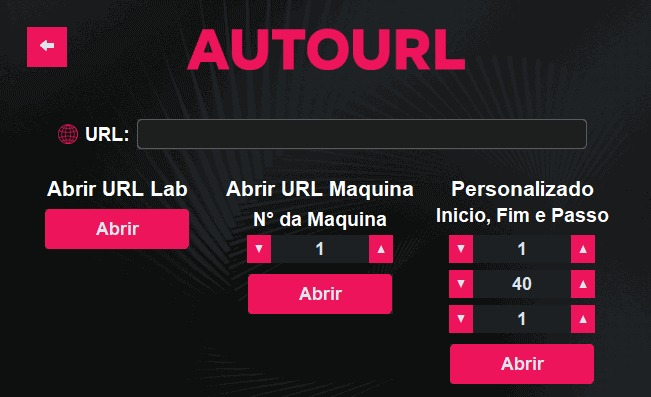 AUTOURL
URL:
Abrir URL Lab
Abrir
Abrir URL Maquina
N° da Maquina
1
Abrir
Personalizado
Inicio, Fim e Passo
1
40
1
Abrir